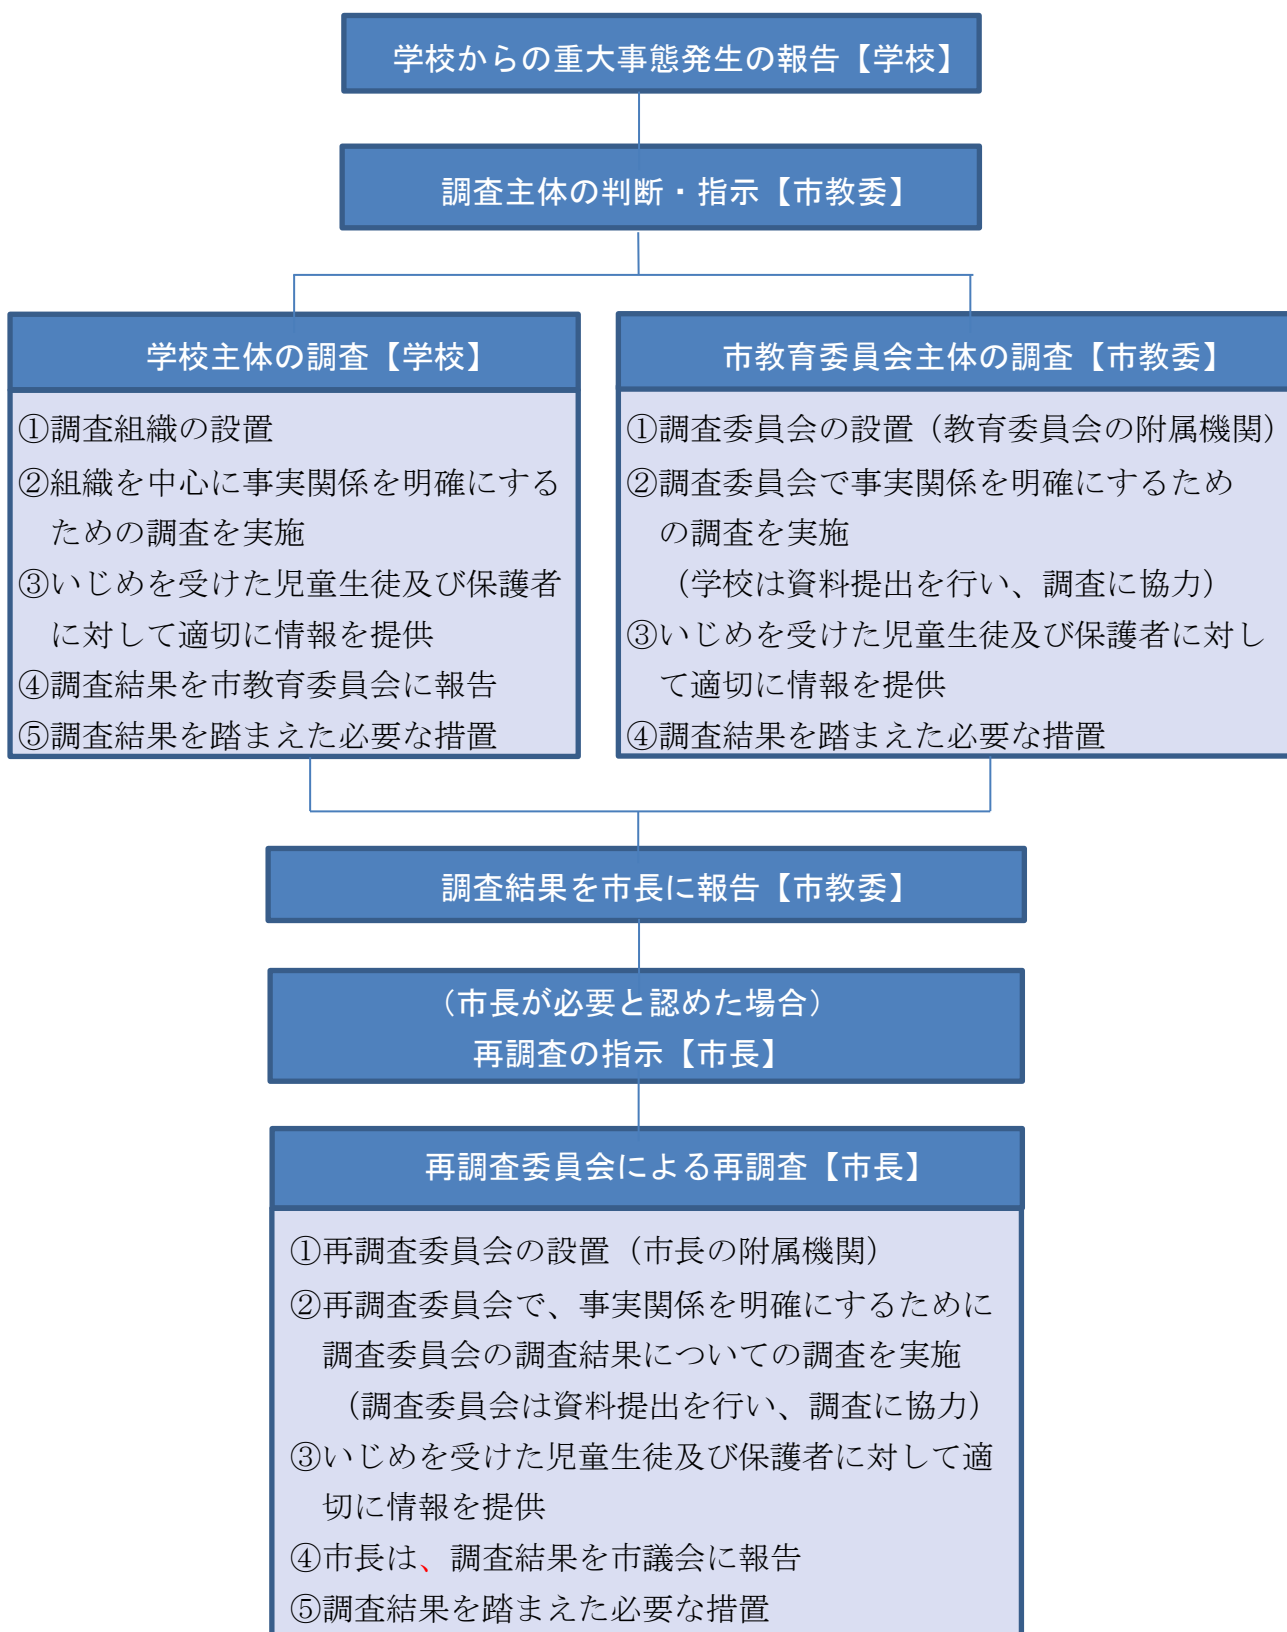 学校からの重大事態発生の報告【学校】
調査主体の判断・指示【市教委】
学校主体の調査【学校】
①調査組織の設置
②組織を中心に事実関係を明確にする
ための調査を実施
③いじめを受けた児童生徒及び保護者
に対して適切に情報を提供
④調査結果を市教育委員会に報告
⑤調査結果を踏まえた必要な措置
市教育委員会主体の調査【市教委】
①調査委員会の設置（教育委員会の附属機関）
②調査委員会で事実関係を明確にするため
の調査を実施
（学校は資料提出を行い、調査に協力）
③いじめを受けた児童生徒及び保護者に対し
て適切に情報を提供
④調査結果を踏まえた必要な措置
調査結果を市長に報告【市教委】
（市長が必要と認めた場合）
再調査の指示【市長】
再調査委員会による再調査【市長】
①再調査委員会の設置（市長の附属機関）
②再調査委員会で、事実関係を明確にするために
調査委員会の調査結果についての調査を実施
（調査委員会は資料提出を行い、調査に協力）
③いじめを受けた児童生徒及び保護者に対して適
切に情報を提供
④市長は、調査結果を市議会に報告
⑤調査結果を踏まえた必要な措置